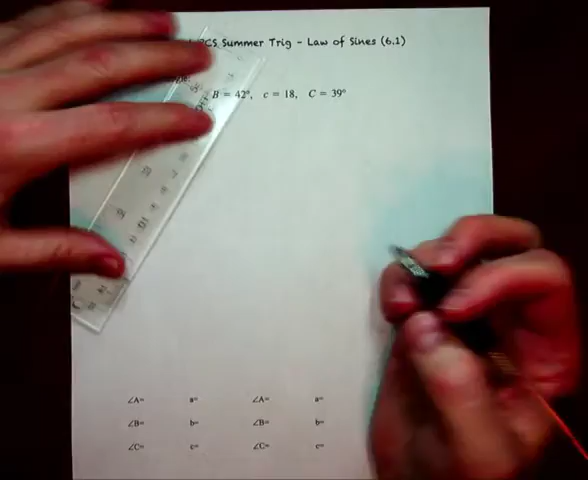 CS Summer Trig - Law of Sines (6.1)
B = 42°, c = 18, C = 39°
∠A= a= ∠A= a=
∠B= b= ∠B= b=
∠C= c= ∠C= c=